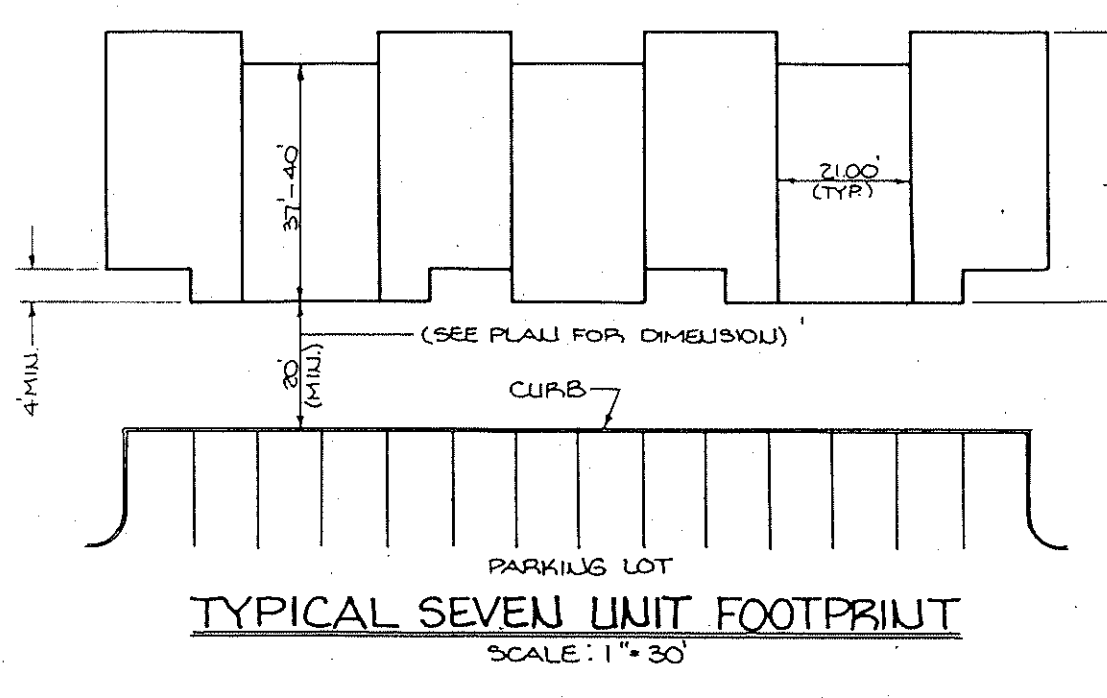 37'-40'
21.00'
(TYP.)
4' MIN.
20'
(MIN.)
(SEE PLAN FOR DIMENSION)'
CURB
PARKING LOT
TYPICAL SEVEN UNIT FOOTPRINT
SCALE: 1"=30'